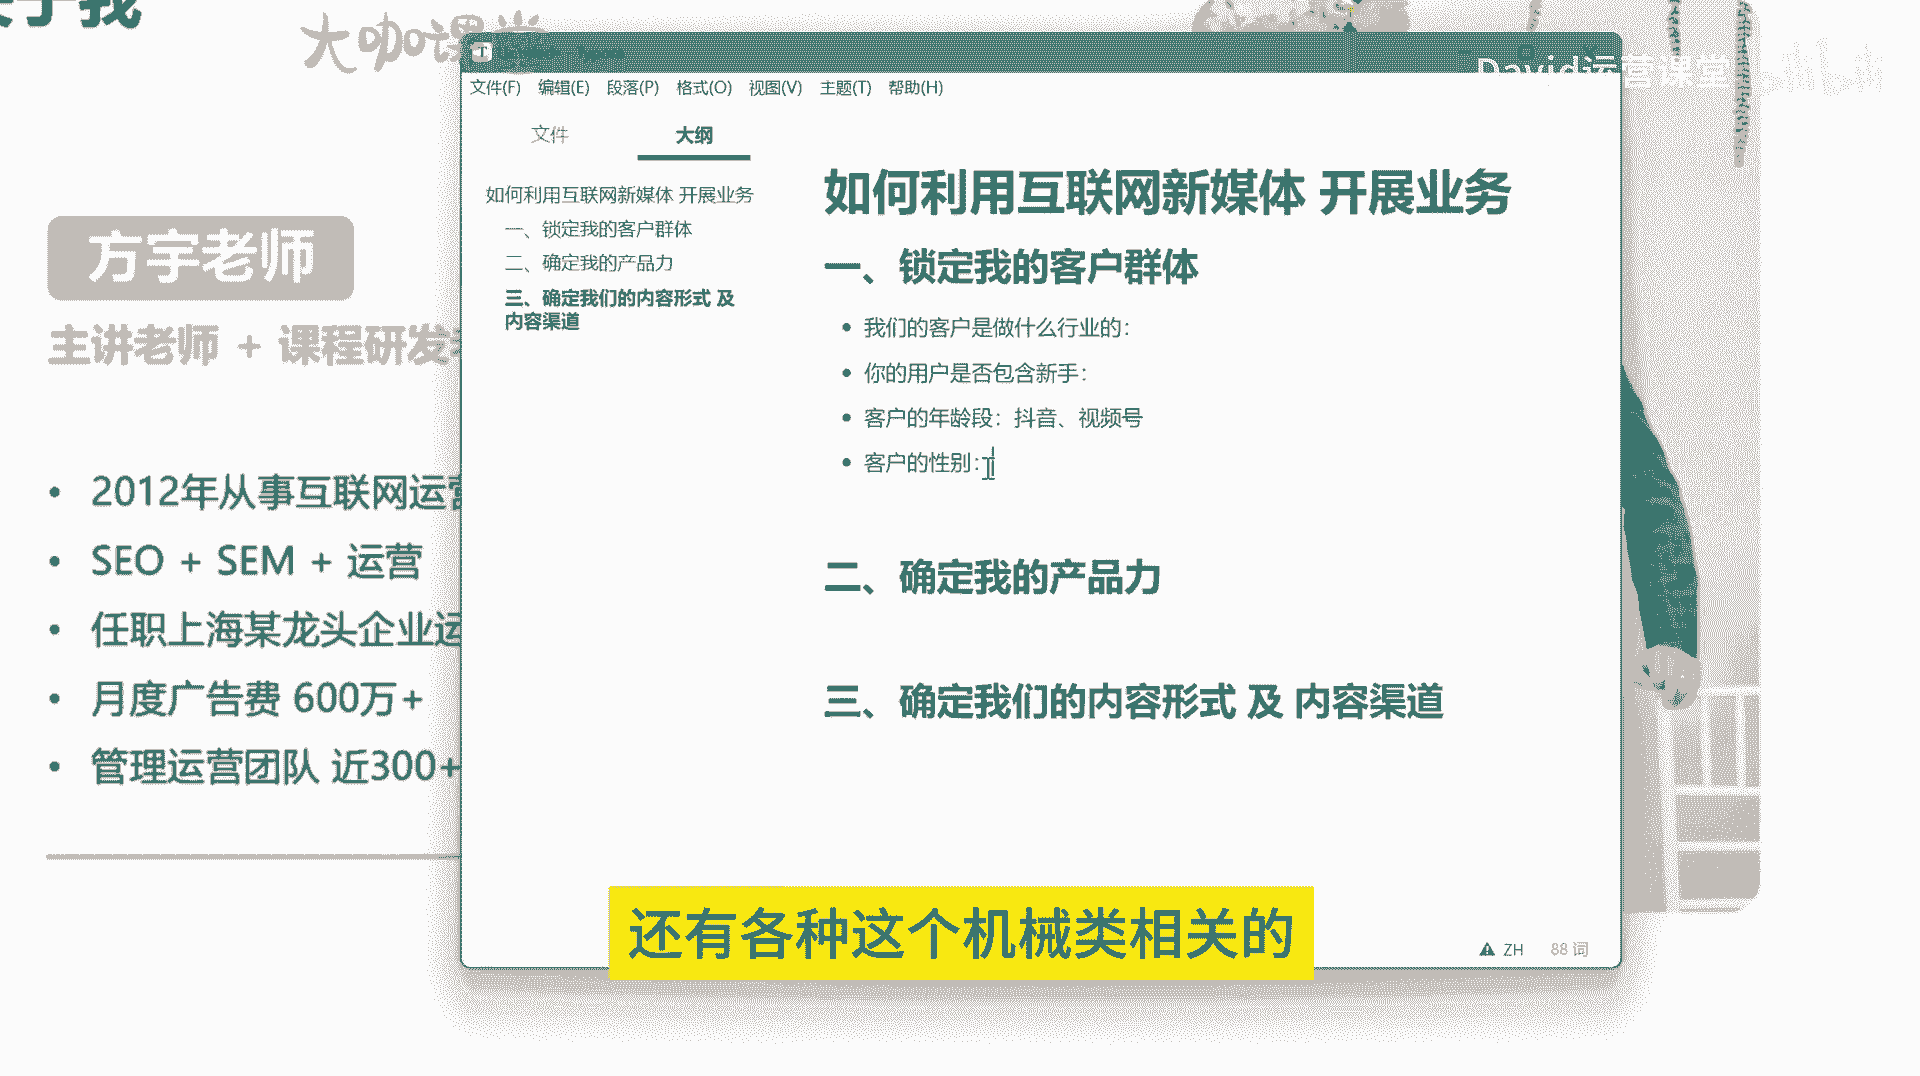 大咖课堂
David运营课堂
bilibili
方宇老师
主讲老师 + 课程研发
• 2012年从事互联网运营
• SEO + SEM + 运营
• 任职上海某龙头企业运
• 月度广告费 600万+
• 管理运营团队 近300+
文件(F) 编辑(E) 段落(P) 格式(O) 视图(V) 主题(T) 帮助(H)
文件 大纲
如何利用互联网新媒体 开展业务
一、锁定我的客户群体
二、确定我的产品力
三、确定我们的内容形式 及
内容渠道
如何利用互联网新媒体 开展业务
一、锁定我的客户群体
• 我们的客户是做什么行业的：
• 你的用户是否包含新手：
• 客户的年龄段：抖音、视频号
• 客户的性别：
二、确定我的产品力
三、确定我们的内容形式 及 内容渠道
ZH 88 词
还有各种这个机械类相关的